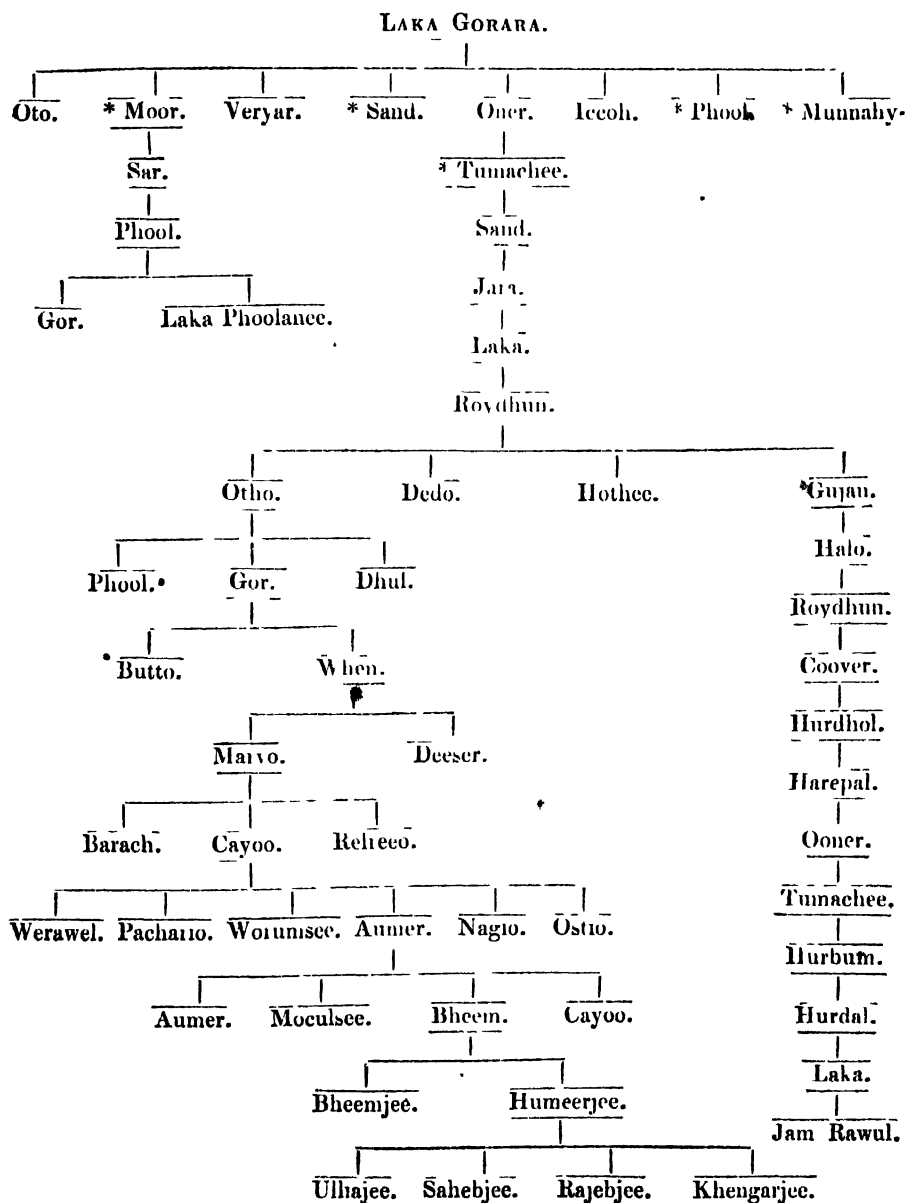 LAKA GORARA.
Oto. * Moor. Veryar. * Sand. Oner. Iccoh. * Phool * Munnahy.
Sar. * Tumachee.
Phool. Sand.
Gor. Laka Phoolanee. Jara.
Laka.
Roydhun.
Otho. Dedo. Hothee. * Gujan.
Halo.
Phool. Gor. Dhul. Roydhun.
Butto. When. Coover.
Hurdhol.
Marvo. Deeser. Harepal.
Barach. Cayoo. Ooner.
Tumachee.
Werawel. Pachario. Worumsee. Aumer. Nagio. Ostio.
Hurbum.
Aumer. Moculsee. Bheem. Cayoo. Hurdal.
Bheemjee. Humeerjee. Laka.
Jam Rawul.
Ulhajee. Sahebjee. Rajebjee. Khengarjee.